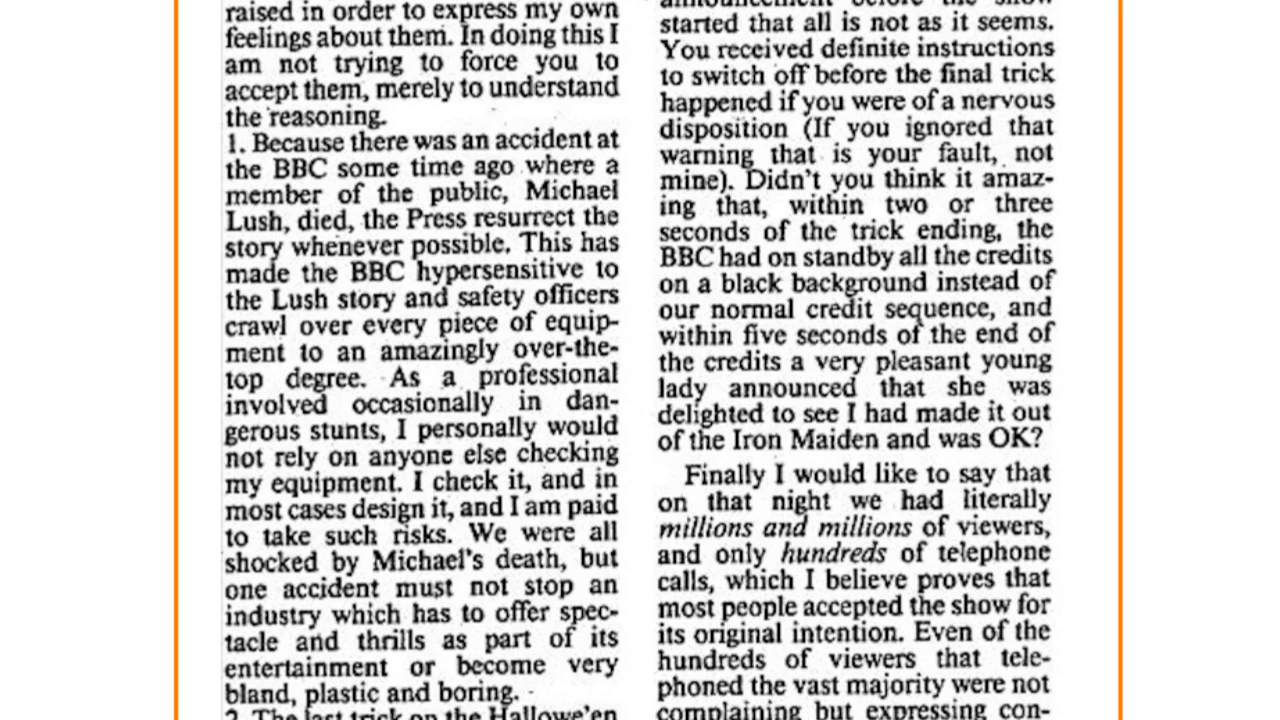 raised in order to express my own
feelings about them. In doing this I
am not trying to force you to
accept them, merely to understand
the reasoning.
1. Because there was an accident at
the BBC some time ago where a
member of the public, Michael
Lush, died, the Press resurrect the
story whenever possible. This has
made the BBC hypersensitive to
the Lush story and safety officers
crawl over every piece of equip-
ment to an amazingly over-the-
top degree. As a professional
involved occasionally in dan-
gerous stunts, I personally would
not rely on anyone else checking
my equipment. I check it, and in
most cases design it, and I am paid
to take such risks. We were all
shocked by Michael's death, but
one accident must not stop an
industry which has to offer spec-
tacle and thrills as part of its
entertainment or become very
bland, plastic and boring.
2. The last trick on the Hallowe'en
announcement before the show
started that all is not as it seems.
You received definite instructions
to switch off before the final trick
happened if you were of a nervous
disposition (If you ignored that
warning that is your fault, not
mine). Didn't you think it amaz-
ing that, within two or three
seconds of the trick ending, the
BBC had on standby all the credits
on a black background instead of
our normal credit sequence, and
within five seconds of the end of
the credits a very pleasant young
lady announced that she was
delighted to see I had made it out
of the Iron Maiden and was OK?
Finally I would like to say that
on that night we had literally
millions and millions of viewers,
and only hundreds of telephone
calls, which I believe proves that
most people accepted the show for
its original intention. Even of the
hundreds of viewers that tele-
phoned the vast majority were not
complaining but expressing con-